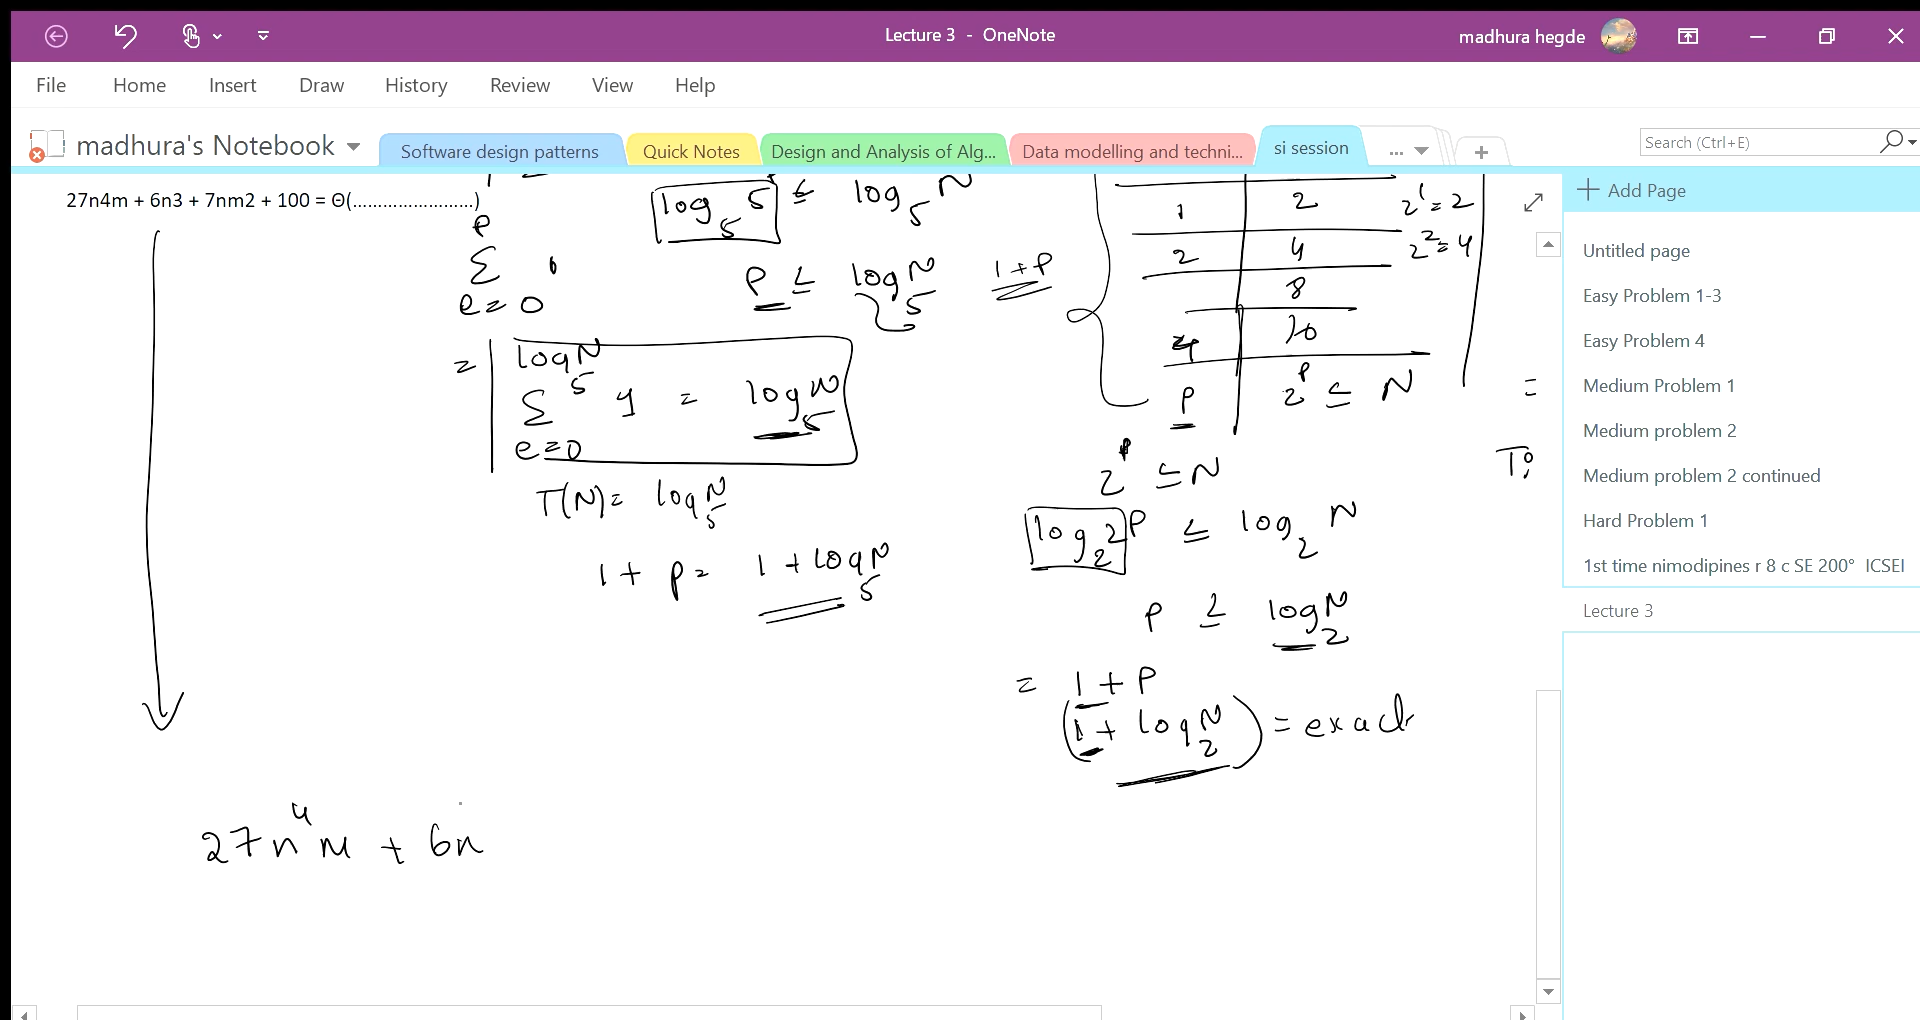 Lecture 3 - OneNote
madhura hegde
File Home Insert Draw History Review View Help
madhura's Notebook
Software design patterns
Quick Notes
Design and Analysis of Alg...
Data modelling and techni...
si session
...
+
Search (Ctrl+E)
27n4m + 6n3 + 7nm2 + 100 = Θ(........................)
+ Add Page
Untitled page
Easy Problem 1-3
Easy Problem 4
Medium Problem 1
Medium problem 2
Medium problem 2 continued
Hard Problem 1
1st time nimodipines r 8 c SE 200° ICSEI
Lecture 3
log₅ 5 ≤ log₅ N
P
Σ
e = 0
P ≤ log₅ N
1 + P
= log₅ N
Σ 1 = log₅ N
e = 0
T(N) = log₅ N
1 + P = 1 + log₅ N
1 2 2¹ = 2
2 4 2² = 4
8
4
P 2^P ≤ N
=
2^P ≤ N
log₂ 2^P ≤ log₂ N
P ≤ log₂ N
= 1 + P
(1 + log₂ N) = exact
27n⁴m + 6n